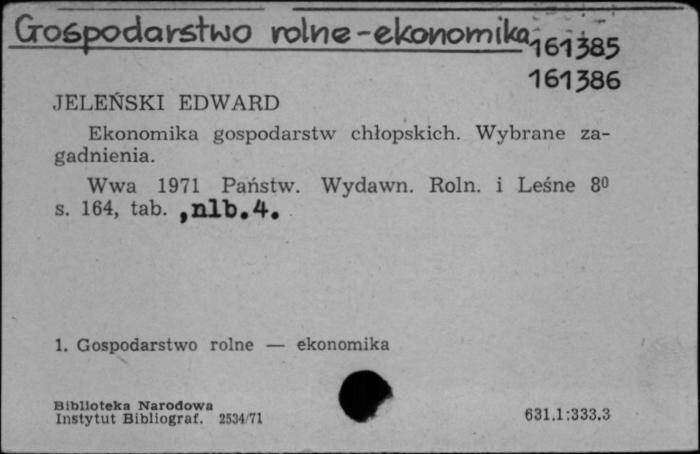 Gospodarstwo rolne-ekonomika
161385
161386
JELEŃSKI EDWARD
Ekonomika gospodarstw chłopskich. Wybrane za-
gadnienia.
Wwa 1971 Państw. Wydawn. Roln. i Leśne 8⁰
s. 164, tab. ,nlb.4.
1. Gospodarstwo rolne — ekonomika
Biblioteka Narodowa
Instytut Bibliograf. 2534/71
631.1:333.3